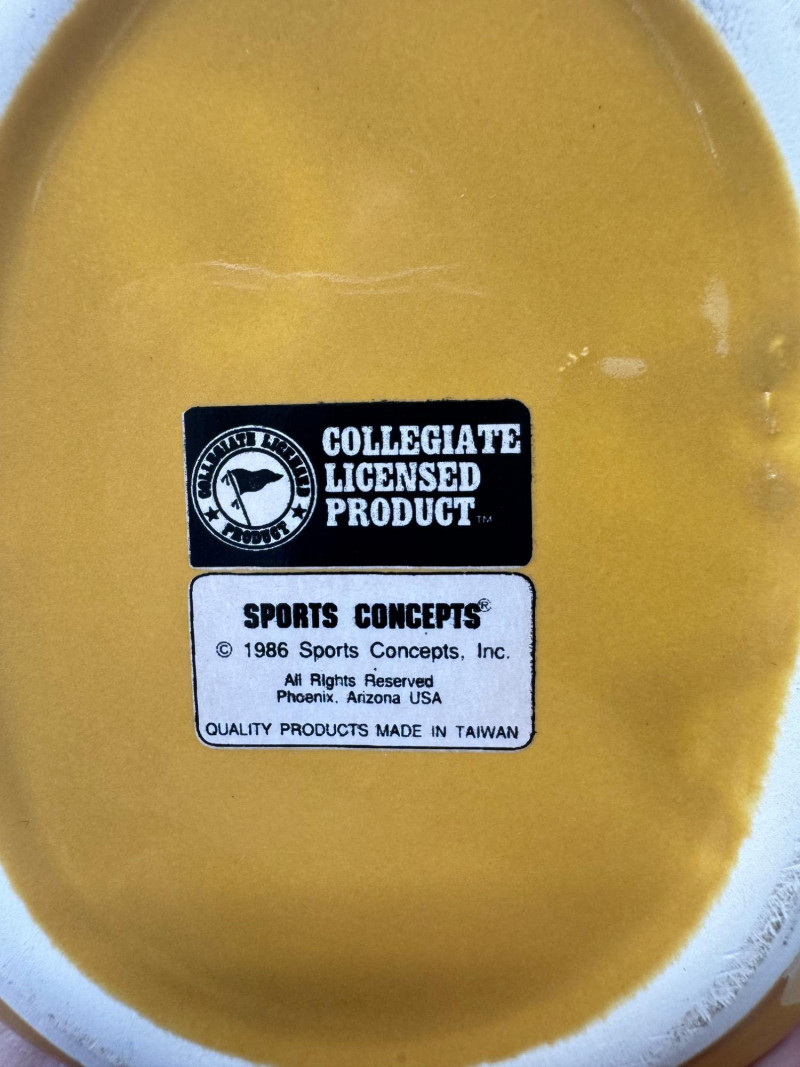 COLLEGIATE LICENSED
PRODUCT
COLLEGIATE
LICENSED
PRODUCT™
SPORTS CONCEPTS®
© 1986 Sports Concepts, Inc.
All Rights Reserved
Phoenix, Arizona USA
QUALITY PRODUCTS MADE IN TAIWAN